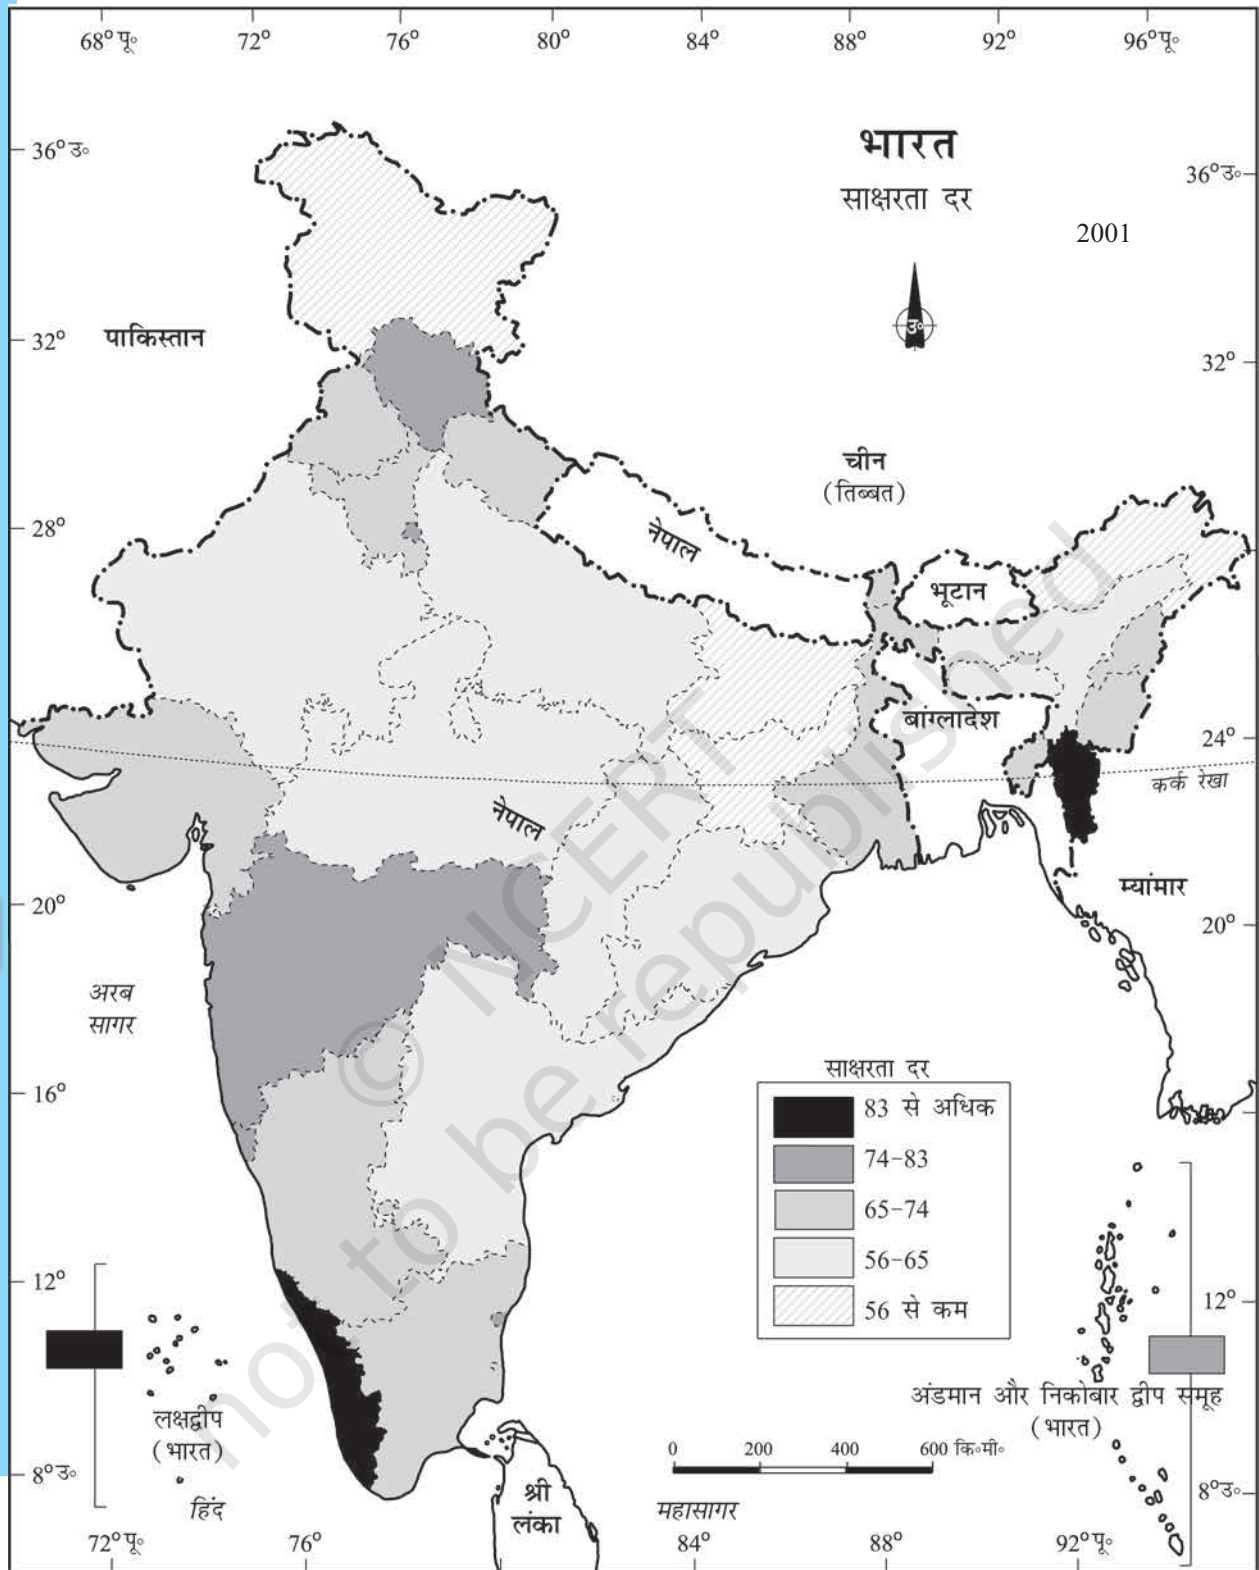 68° पू॰ 72° 76° 80° 84° 88° 92° 96° पू॰
36° उ॰
भारत
36° उ॰
साक्षरता दर
2001
उ॰
पाकिस्तान
32°
32°
चीन
(तिब्बत)
28°
नेपाल
भूटान
बांग्लादेश
24°
कर्क रेखा
नेपाल
म्यांमार
20°
20°
अरब
सागर
साक्षरता दर
83 से अधिक
74-83
65-74
56-65
56 से कम
16°
12°
12°
लक्षद्वीप
(भारत)
अंडमान और निकोबार द्वीप समूह
(भारत)
0 200 400 600 कि॰मी॰
8° उ॰
8° उ॰
हिंद
श्री
लंका
महासागर
72° पू॰ 76° 84° 88° 92° पू॰
© NCERT
not to be republished